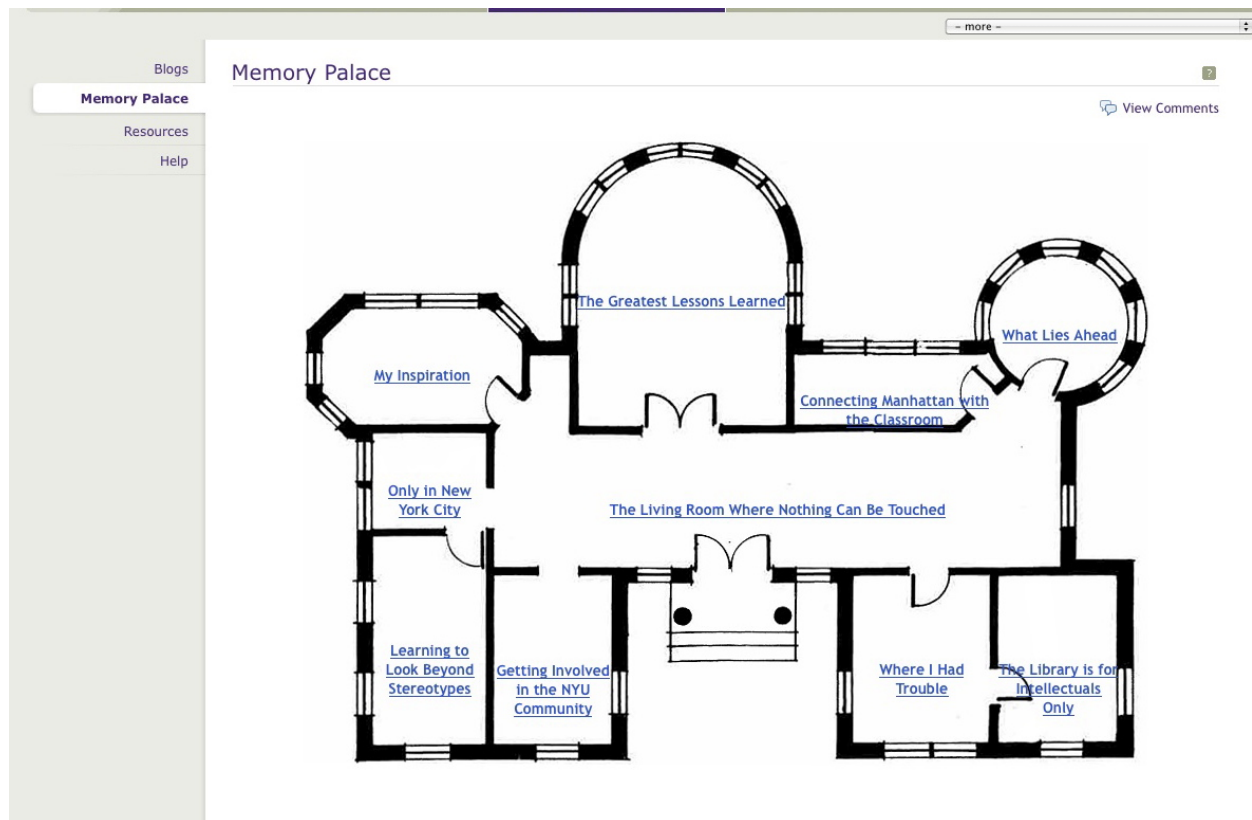 – more –
Blogs
Memory Palace
Resources
Help
Memory Palace
?
View Comments
The Greatest Lessons Learned
What Lies Ahead
My Inspiration
Connecting Manhattan with
the Classroom
Only in New
York City
The Living Room Where Nothing Can Be Touched
Learning to
Look Beyond
Stereotypes
Getting Involved
in the NYU
Community
Where I Had
Trouble
The Library is for
Intellectuals
Only